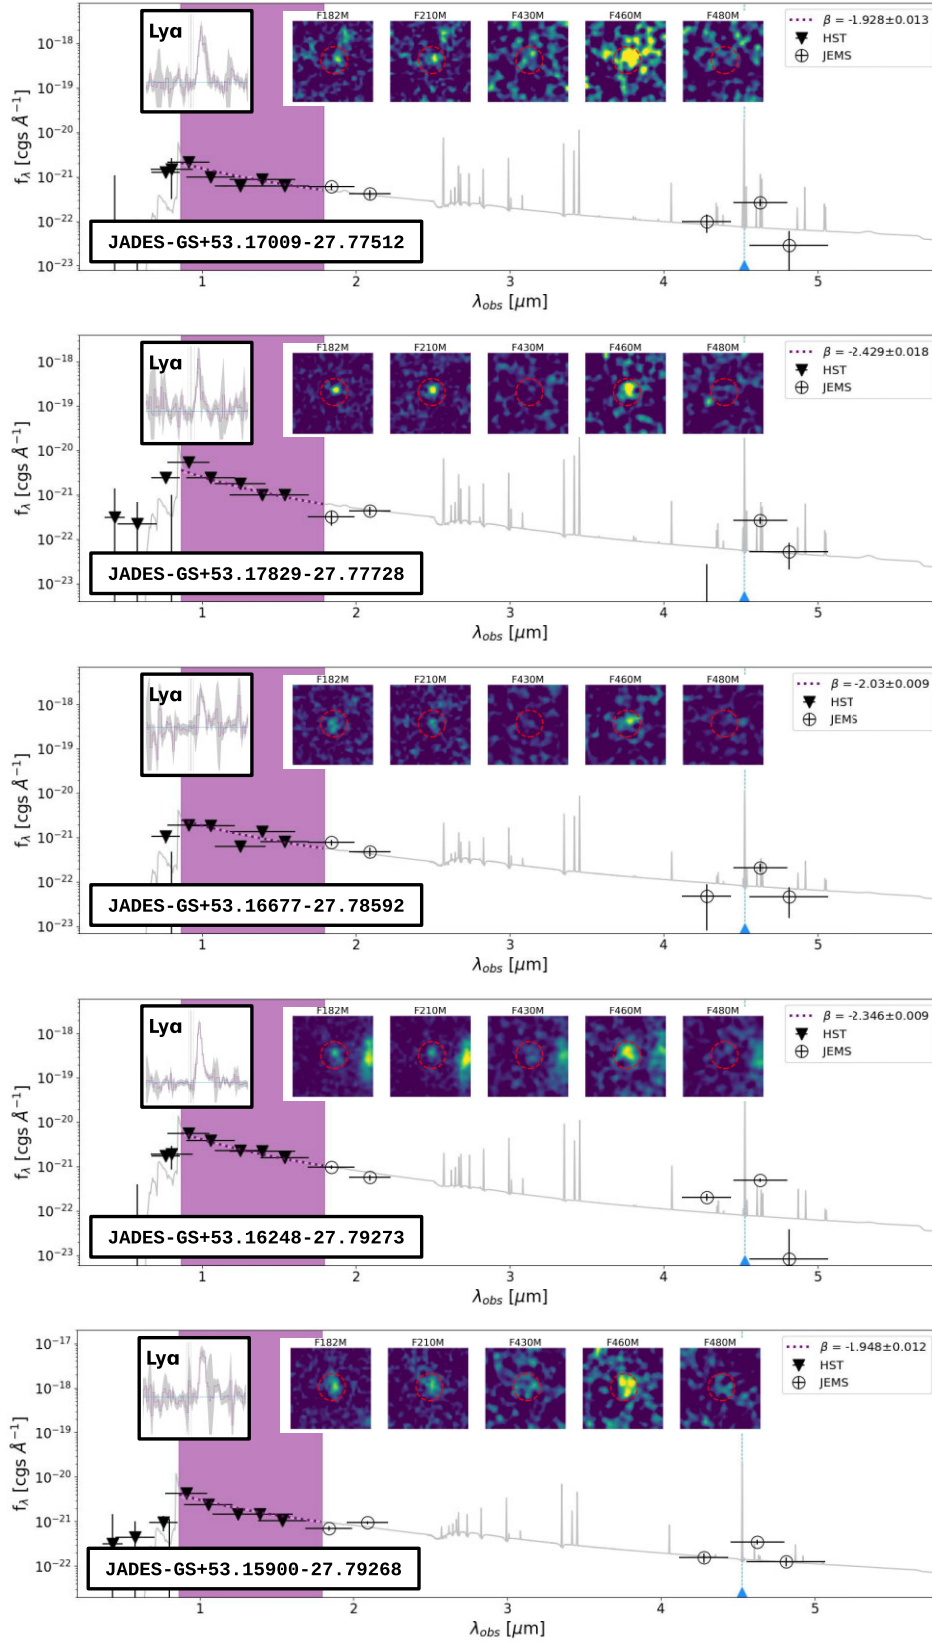 Lyα
F182M F210M F430M F460M F480M
β = -1.928±0.013
HST
JEMS
10⁻¹⁸
10⁻¹⁹
10⁻²⁰
10⁻²¹
10⁻²²
10⁻²³
f_λ [cgs Å⁻¹]
JADES-GS+53.17009-27.77512
1 2 3 4 5
λ_obs [μm]
Lyα
F182M F210M F430M F460M F480M
β = -2.429±0.018
HST
JEMS
10⁻¹⁸
10⁻¹⁹
10⁻²⁰
10⁻²¹
10⁻²²
10⁻²³
f_λ [cgs Å⁻¹]
JADES-GS+53.17829-27.77728
1 2 3 4 5
λ_obs [μm]
Lyα
F182M F210M F430M F460M F480M
β = -2.03±0.009
HST
JEMS
10⁻¹⁸
10⁻¹⁹
10⁻²⁰
10⁻²¹
10⁻²²
10⁻²³
f_λ [cgs Å⁻¹]
JADES-GS+53.16677-27.78592
1 2 3 4 5
λ_obs [μm]
Lyα
F182M F210M F430M F460M F480M
β = -2.346±0.009
HST
JEMS
10⁻¹⁸
10⁻¹⁹
10⁻²⁰
10⁻²¹
10⁻²²
10⁻²³
f_λ [cgs Å⁻¹]
JADES-GS+53.16248-27.79273
1 2 3 4 5
λ_obs [μm]
Lyα
F182M F210M F430M F460M F480M
β = -1.948±0.012
HST
JEMS
10⁻¹⁷
10⁻¹⁸
10⁻¹⁹
10⁻²⁰
10⁻²¹
10⁻²²
f_λ [cgs Å⁻¹]
JADES-GS+53.15900-27.79268
1 2 3 4 5
λ_obs [μm]